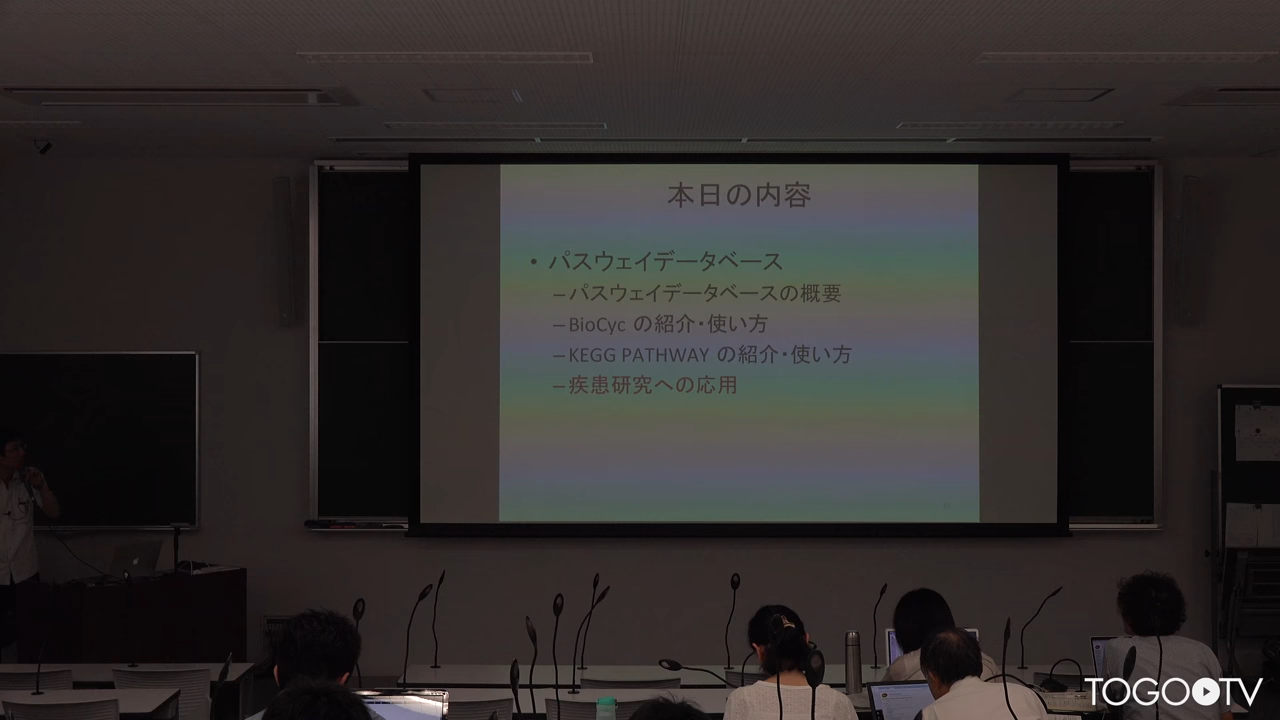 本日の内容
• パスウェイデータベース
–パスウェイデータベースの概要
–BioCyc の紹介・使い方
–KEGG PATHWAY の紹介・使い方
–疾患研究への応用
TOGOTV